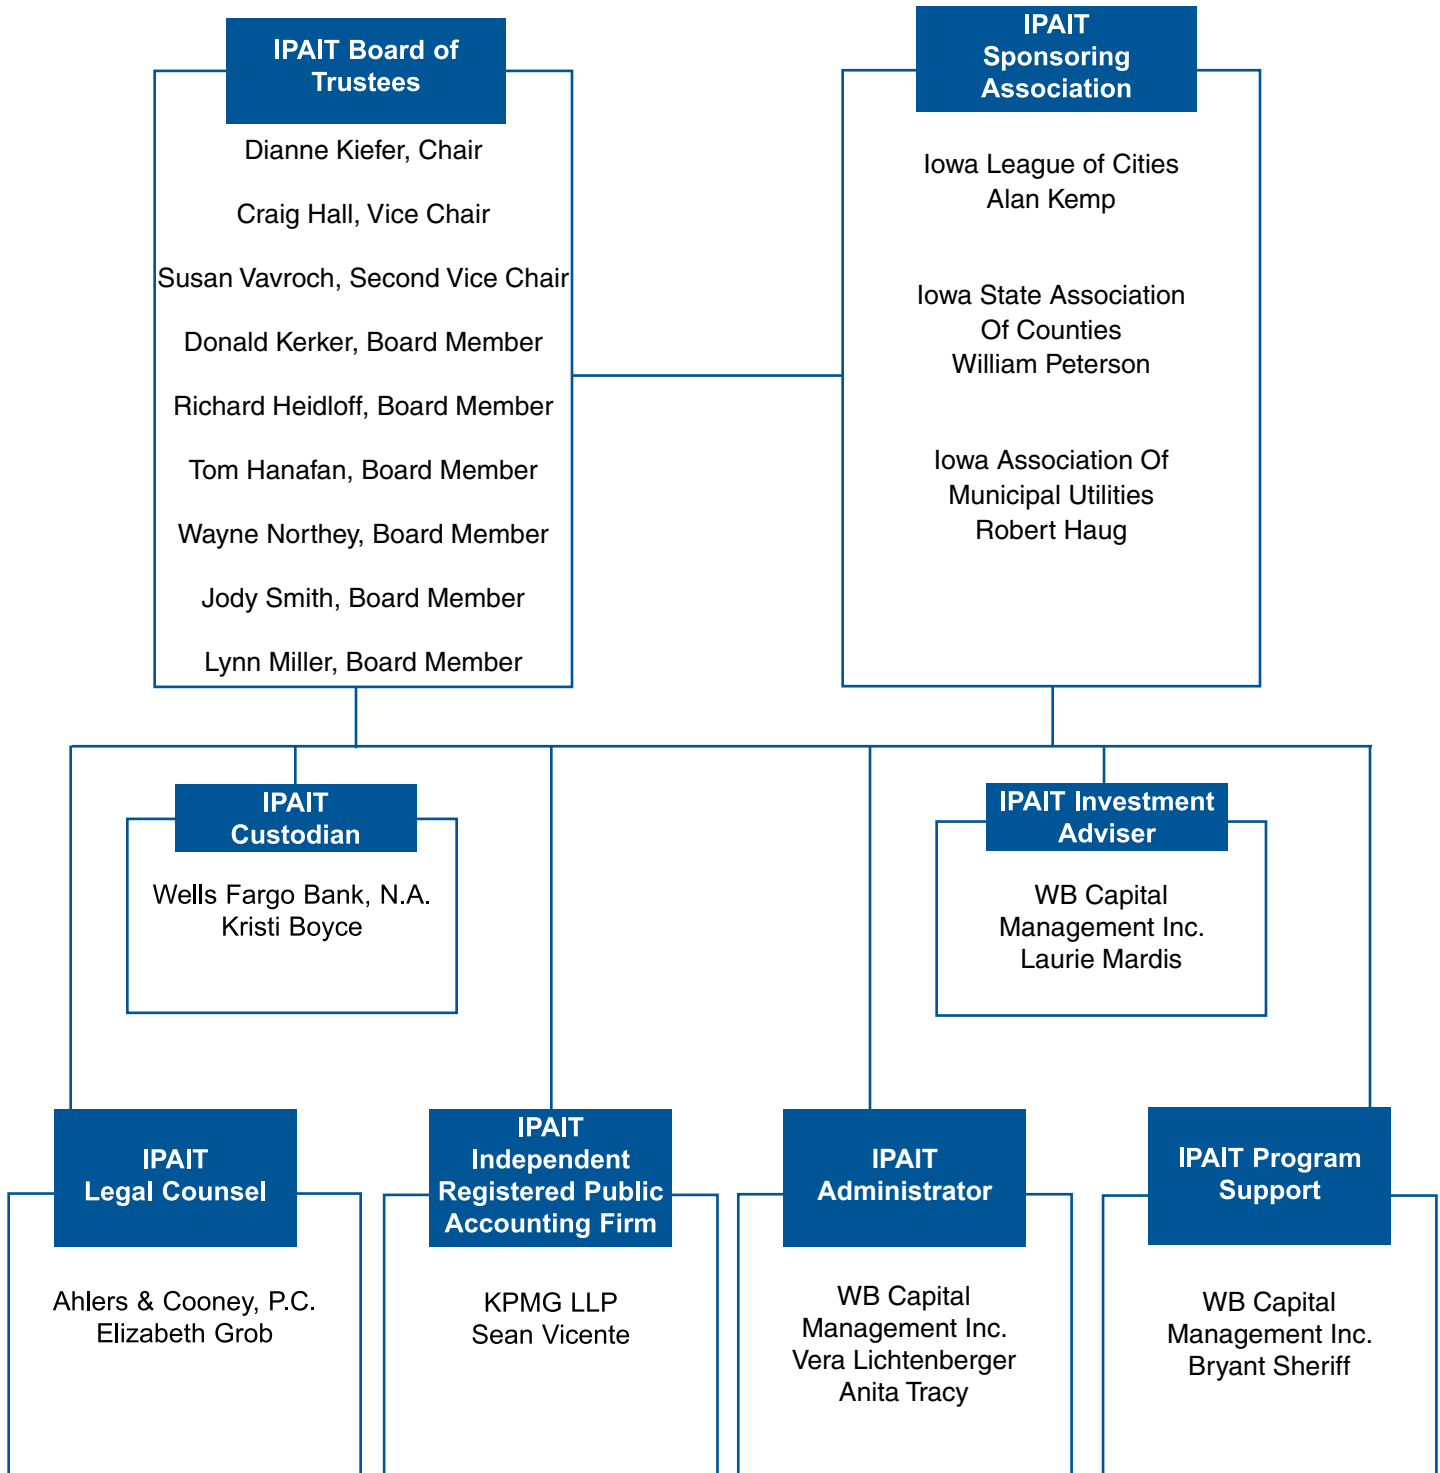 IPAIT Board of
Trustees
Dianne Kiefer, Chair
Craig Hall, Vice Chair
Susan Vavroch, Second Vice Chair
Donald Kerker, Board Member
Richard Heidloff, Board Member
Tom Hanafan, Board Member
Wayne Northey, Board Member
Jody Smith, Board Member
Lynn Miller, Board Member
IPAIT
Sponsoring
Association
Iowa League of Cities
Alan Kemp
Iowa State Association
Of Counties
William Peterson
Iowa Association Of
Municipal Utilities
Robert Haug
IPAIT
Custodian
Wells Fargo Bank, N.A.
Kristi Boyce
IPAIT Investment
Adviser
WB Capital
Management Inc.
Laurie Mardis
IPAIT
Legal Counsel
Ahlers & Cooney, P.C.
Elizabeth Grob
IPAIT
Independent
Registered Public
Accounting Firm
KPMG LLP
Sean Vicente
IPAIT
Administrator
WB Capital
Management Inc.
Vera Lichtenberger
Anita Tracy
IPAIT Program
Support
WB Capital
Management Inc.
Bryant Sheriff